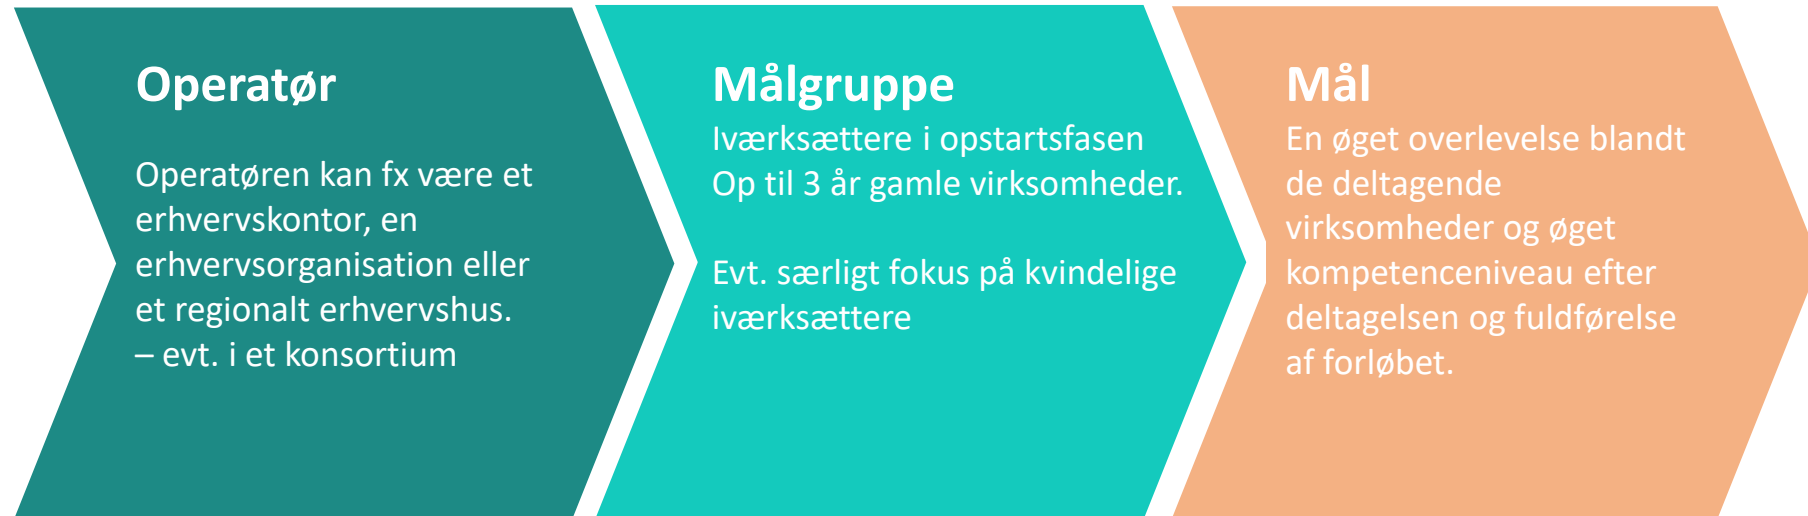 Operatør
Operatøren kan fx være et
erhvervskontor, en
erhvervsorganisation eller
et regionalt erhvervshus.
– evt. i et konsortium
Målgruppe
Iværksættere i opstartsfasen
Op til 3 år gamle virksomheder.
Evt. særligt fokus på kvindelige
iværksættere
Mål
En øget overlevelse blandt
de deltagende
virksomheder og øget
kompetenceniveau efter
deltagelsen og fuldførelse
af forløbet.